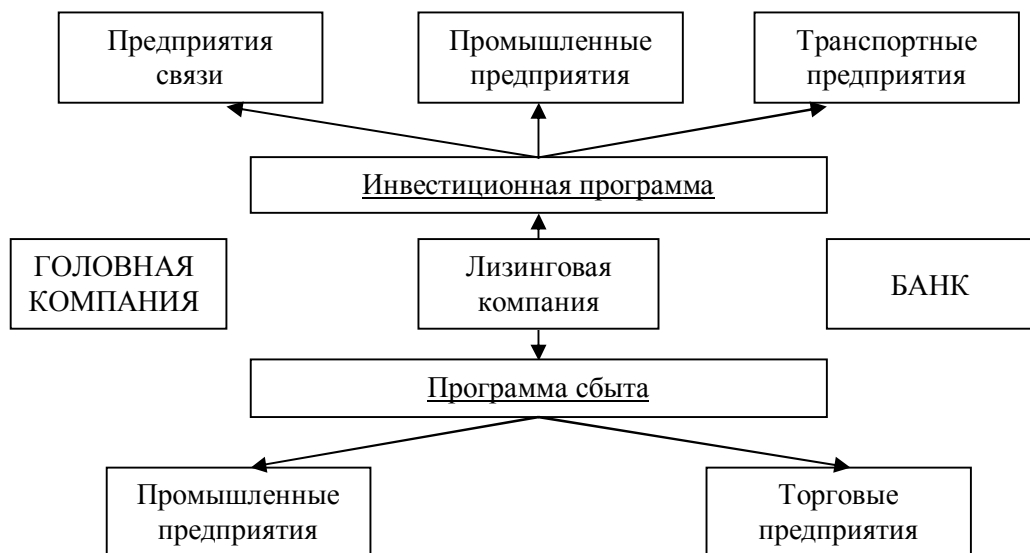 Предприятия
связи
Промышленные
предприятия
Транспортные
предприятия
Инвестиционная программа
ГОЛОВНАЯ
КОМПАНИЯ
Лизинговая
компания
БАНК
Программа сбыта
Промышленные
предприятия
Торговые
предприятия